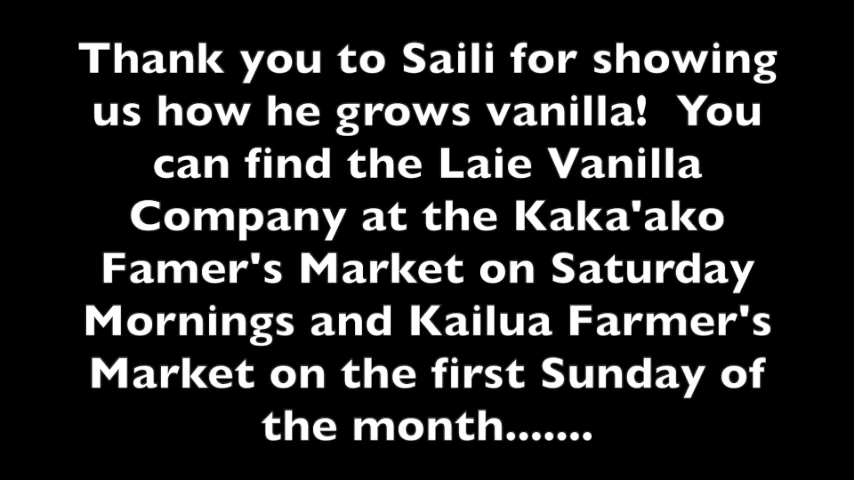 Thank you to Saili for showing
us how he grows vanilla!  You
can find the Laie Vanilla
Company at the Kaka'ako
Famer's Market on Saturday
Mornings and Kailua Farmer's
Market on the first Sunday of
the month.......